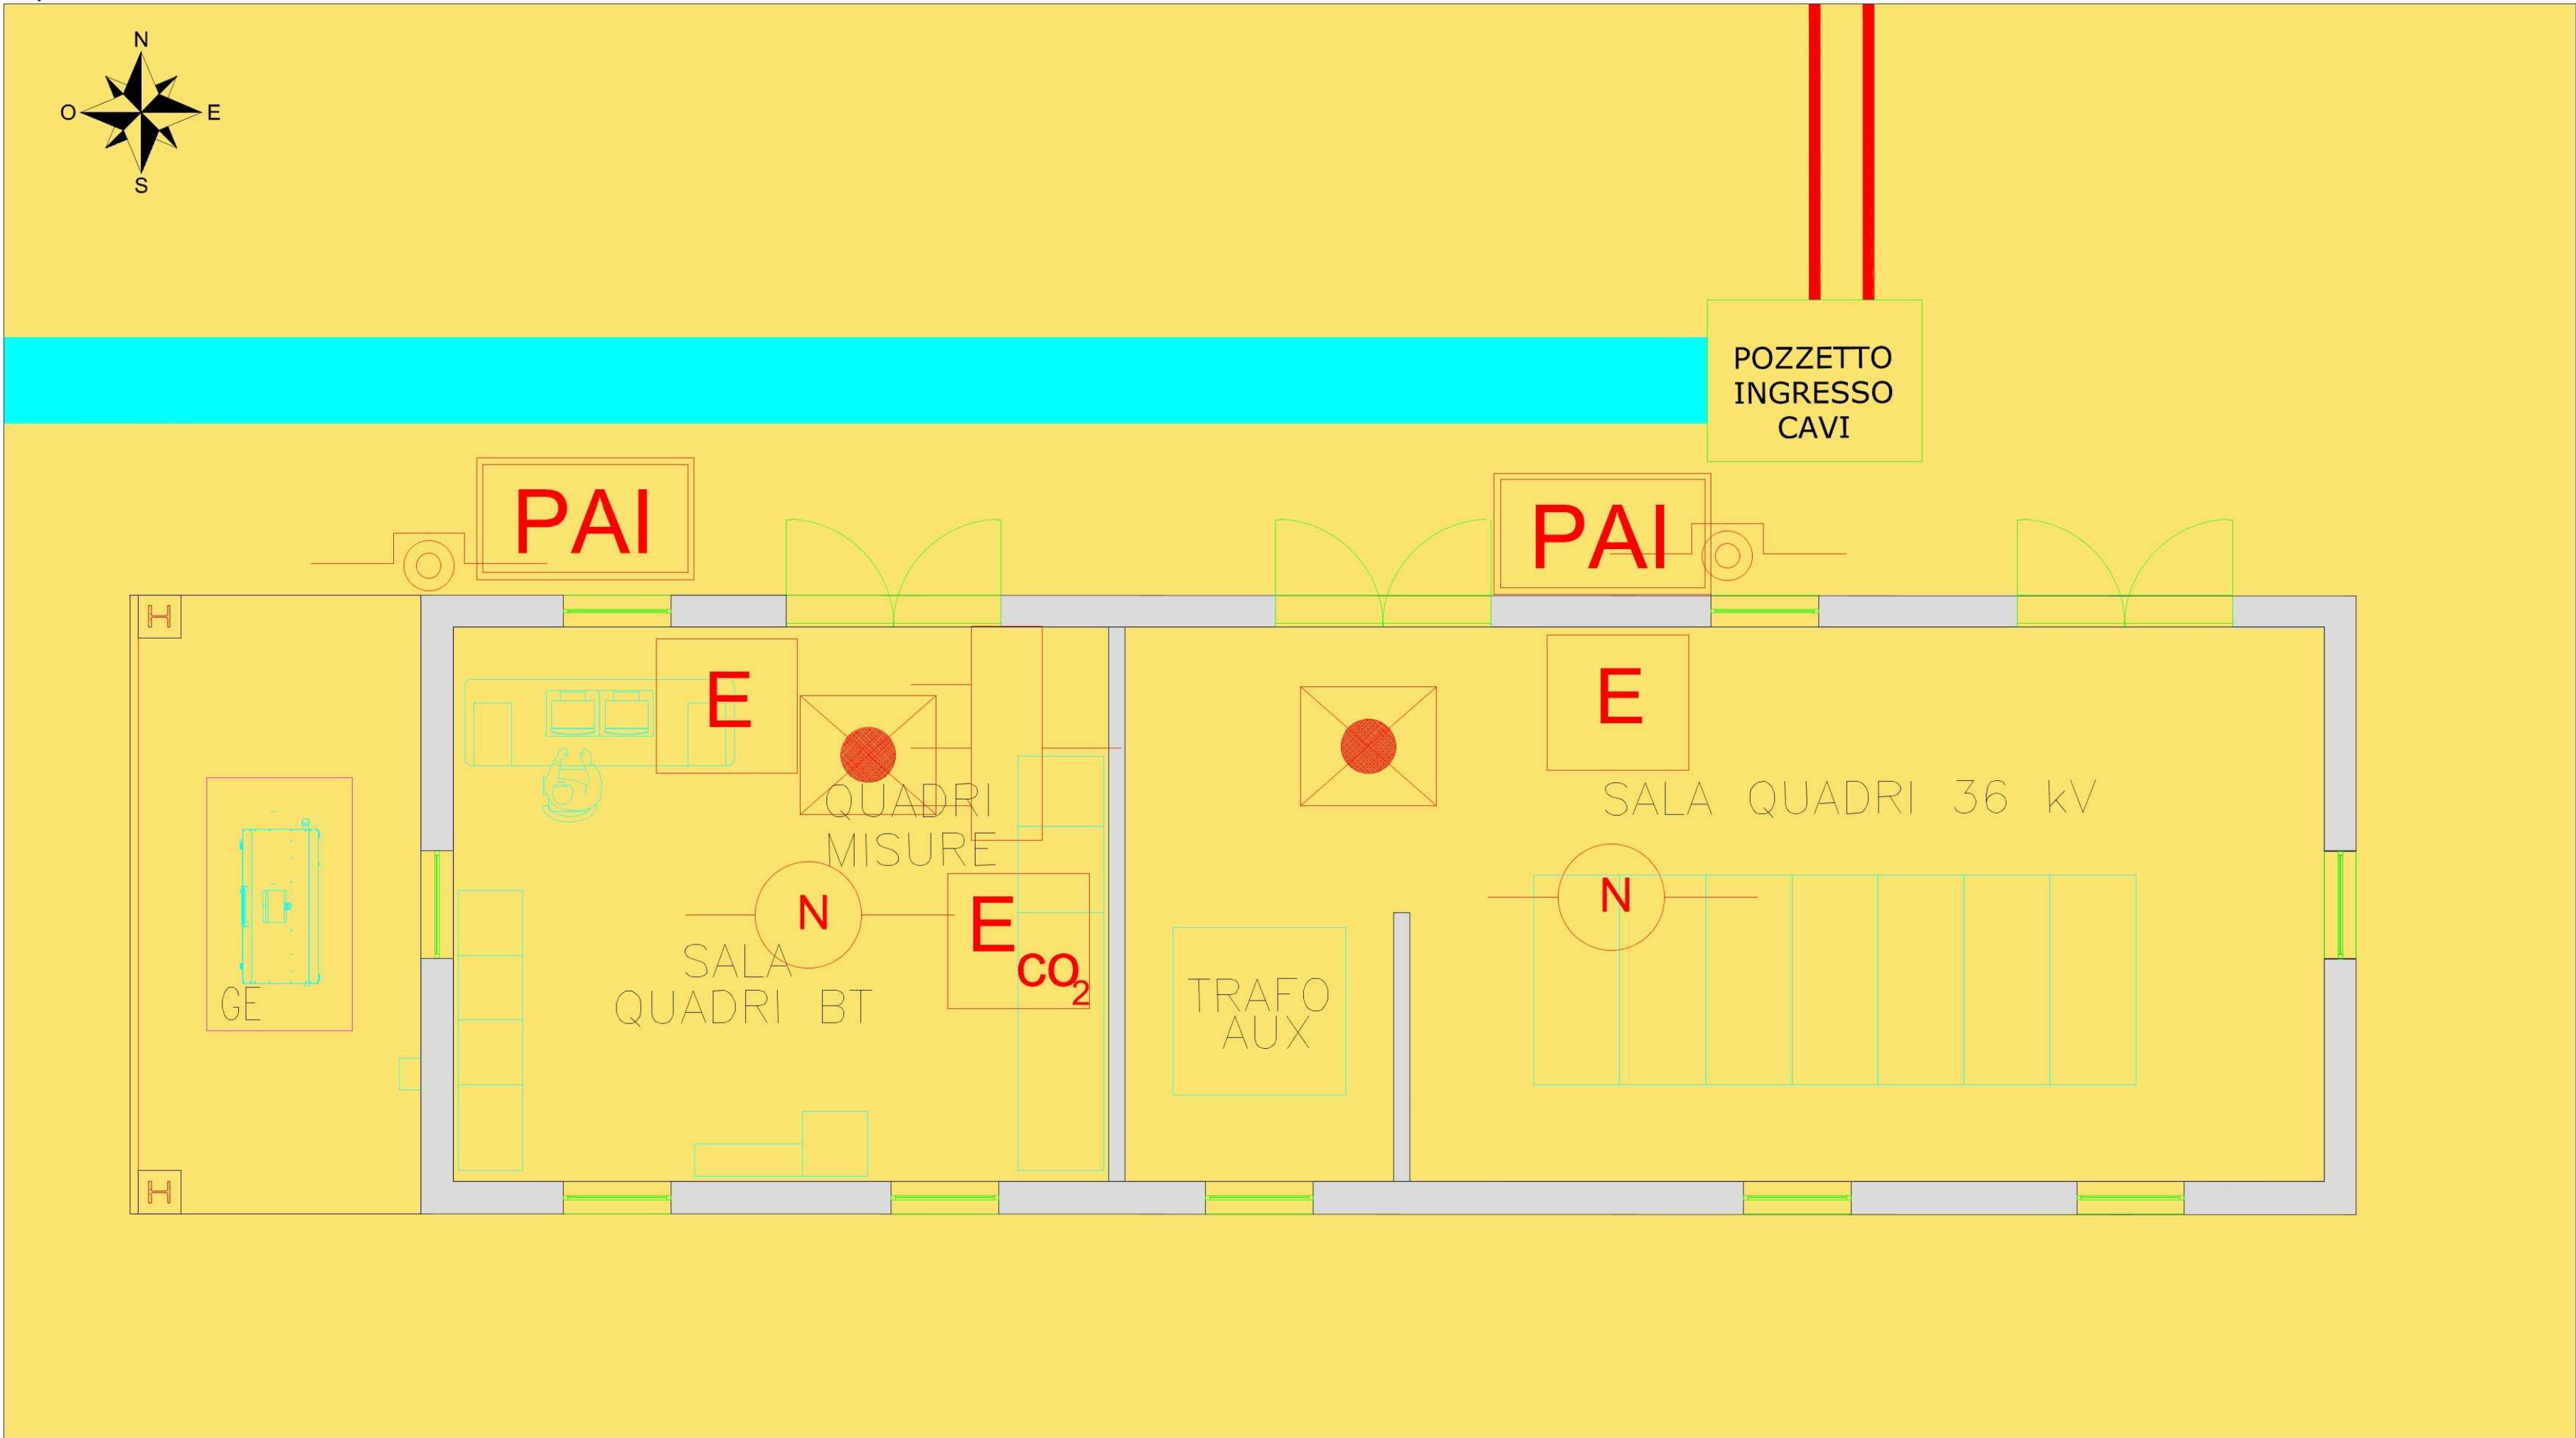 N
O E
S
POZZETTO
INGRESSO
CAVI
PAI
PAI
H
E
E
QUADRI
MISURE
SALA QUADRI 36 kV
N
N
E CO2
SALA
QUADRI BT
GE
TRAFO
AUX
H